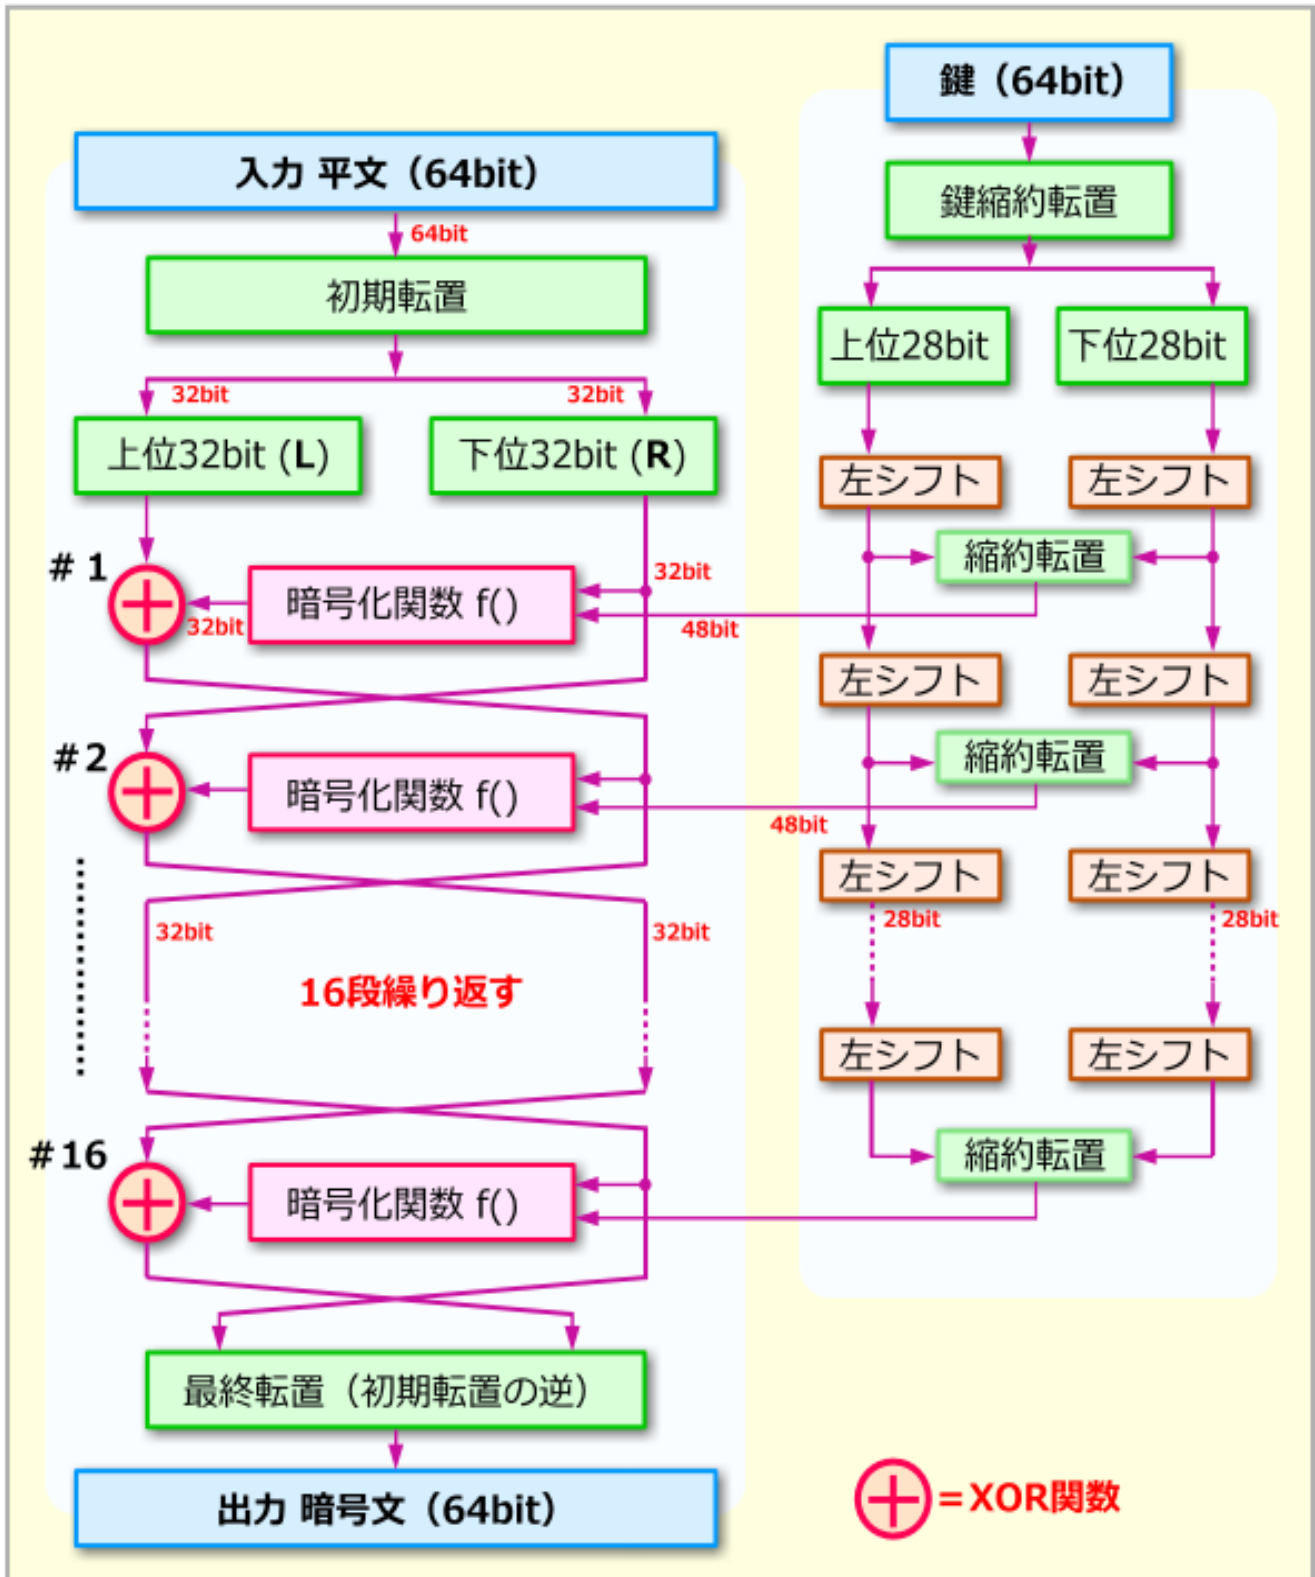 鍵（64bit）
入力 平文（64bit）
64bit
鍵縮約転置
初期転置
上位28bit
下位28bit
32bit
32bit
上位32bit (L)
下位32bit (R)
左シフト
左シフト
#1
縮約転置
暗号化関数 f()
32bit
32bit
48bit
左シフト
左シフト
#2
縮約転置
暗号化関数 f()
48bit
左シフト
左シフト
32bit
32bit
28bit
28bit
16段繰り返す
左シフト
左シフト
#16
縮約転置
暗号化関数 f()
最終転置（初期転置の逆）
出力 暗号文（64bit）
=XOR関数